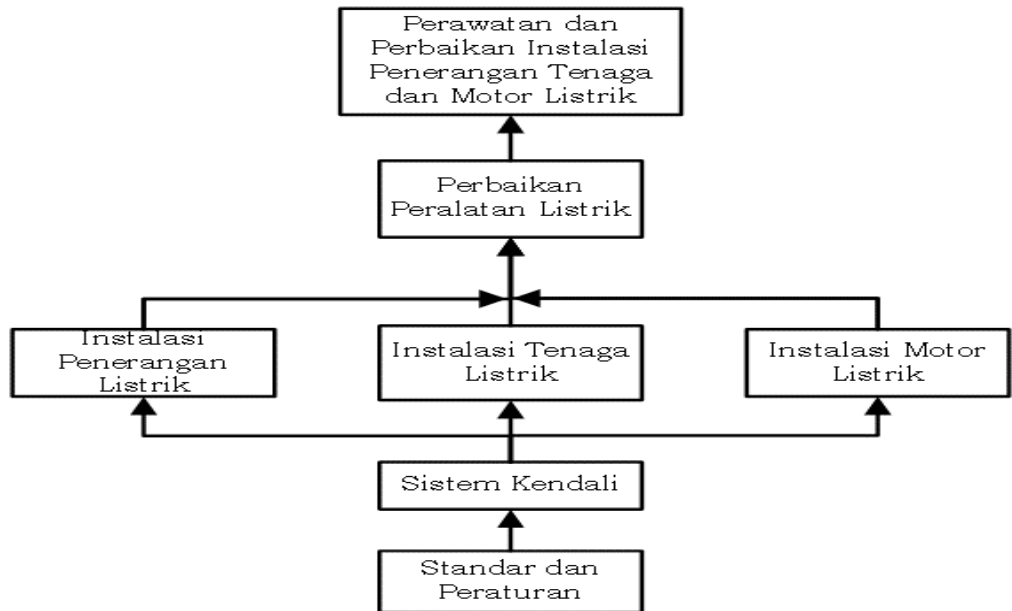 Perawatan dan
Perbaikan Instalasi
Penerangan Tenaga
dan Motor Listrik
Perbaikan
Peralatan Listrik
Instalasi
Penerangan
Listrik
Instalasi Tenaga
Listrik
Instalasi Motor
Listrik
Sistem Kendali
Standar dan
Peraturan